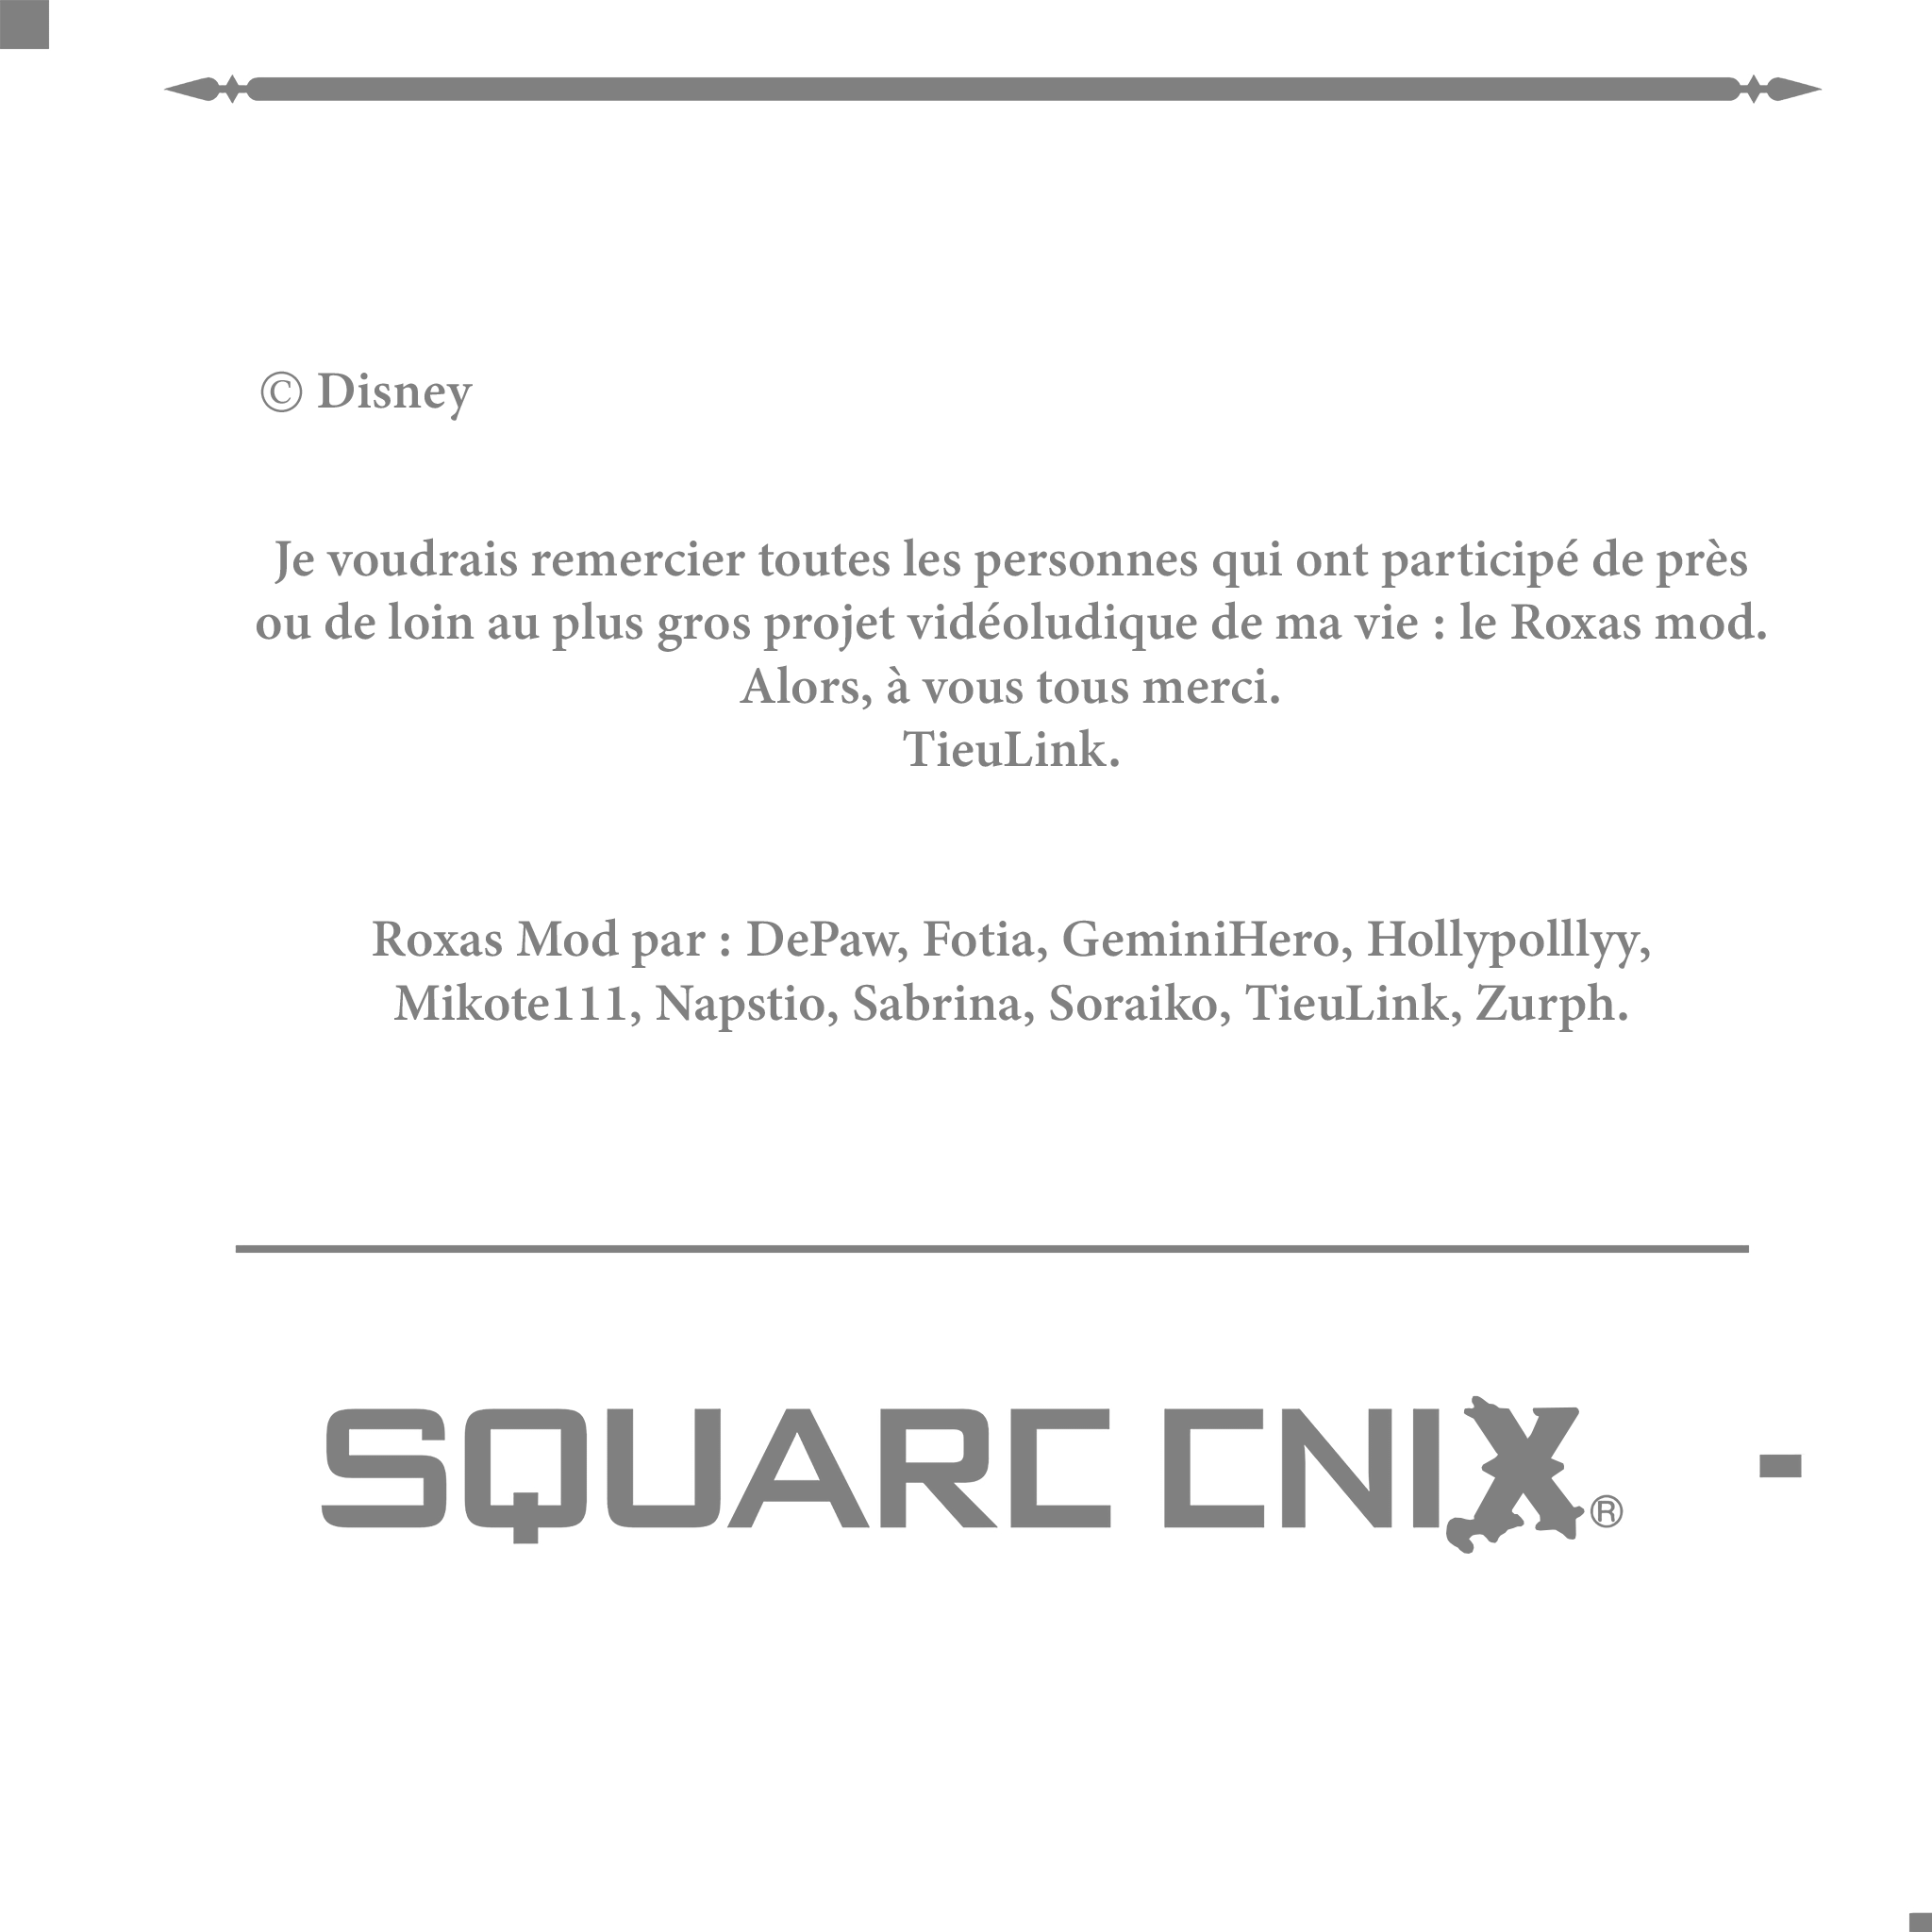 © Disney
Je voudrais remercier toutes les personnes qui ont participé de près
ou de loin au plus gros projet vidéoludique de ma vie : le Roxas mod.
Alors, à vous tous merci.
TieuLink.
Roxas Mod par : DePaw, Fotia, GeminiHero, Hollypolllyy,
Mikote111, Napstio, Sabrina, Soraiko, TieuLink, Zurph.
SQUARC CNIX®